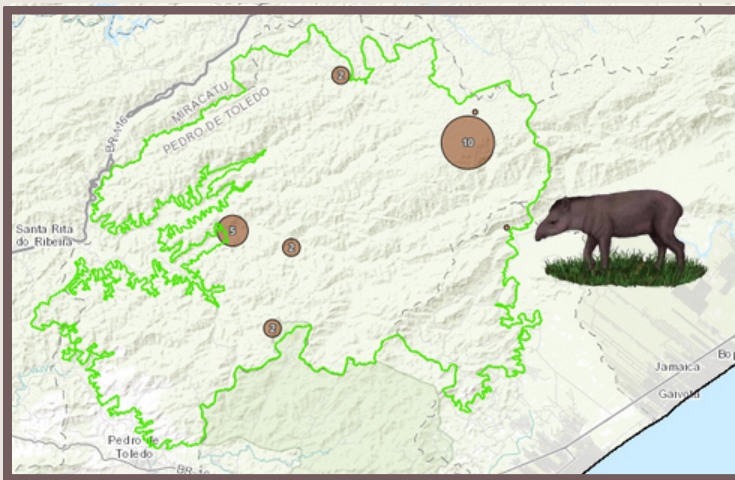 2
MIRACATU
PEDRO DE TOLEDO
BR-116
10
Santa Rita
do Ribeira
5
2
2
Jamaica
Gaivota
Pedro de
Toledo